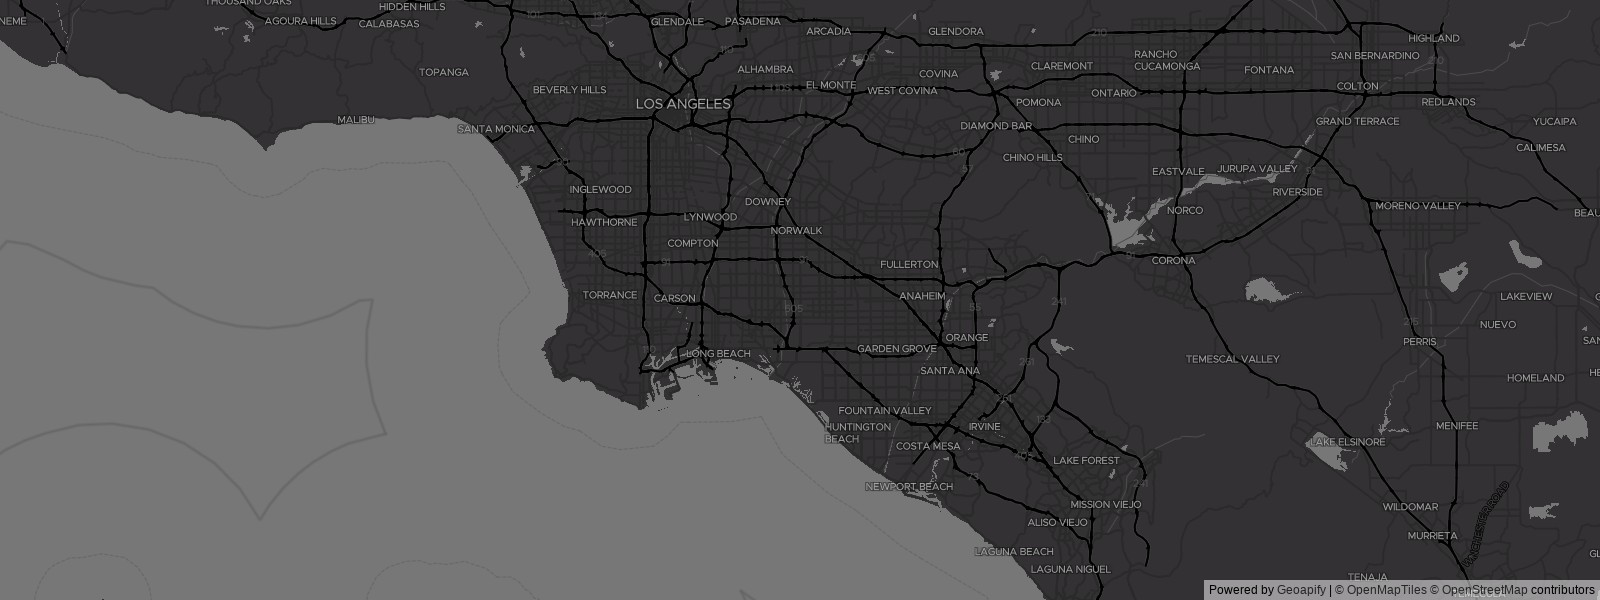 THOUSAND OAKS
HIDDEN HILLS
AGOURA HILLS
CALABASAS
GLENDALE
PASADENA
ARCADIA
GLENDORA
HIGHLAND
SAN BERNARDINO
RANCHO
CUCAMONGA
TOPANGA
ALHAMBRA
COVINA
CLAREMONT
FONTANA
BEVERLY HILLS
EL MONTE
WEST COVINA
ONTARIO
COLTON
LOS ANGELES
POMONA
REDLANDS
MALIBU
SANTA MONICA
DIAMOND BAR
CHINO
GRAND TERRACE
YUCAIPA
CALIMESA
CHINO HILLS
EASTVALE
JURUPA VALLEY
INGLEWOOD
RIVERSIDE
DOWNEY
NORCO
MORENO VALLEY
HAWTHORNE
LYNWOOD
NORWALK
COMPTON
FULLERTON
CORONA
TORRANCE
CARSON
ANAHEIM
LAKEVIEW
NUEVO
LONG BEACH
GARDEN GROVE
ORANGE
PERRIS
SANTA ANA
TEMESCAL VALLEY
HOMELAND
FOUNTAIN VALLEY
HUNTINGTON
BEACH
IRVINE
MENIFEE
COSTA MESA
LAKE ELSINORE
LAKE FOREST
NEWPORT BEACH
MISSION VIEJO
WILDOMAR
ALISO VIEJO
MURRIETA
WINCHESTER ROAD
LAGUNA BEACH
LAGUNA NIGUEL
TENAJA
TEMECULA
Powered by Geoapify | © OpenMapTiles © OpenStreetMap contributors